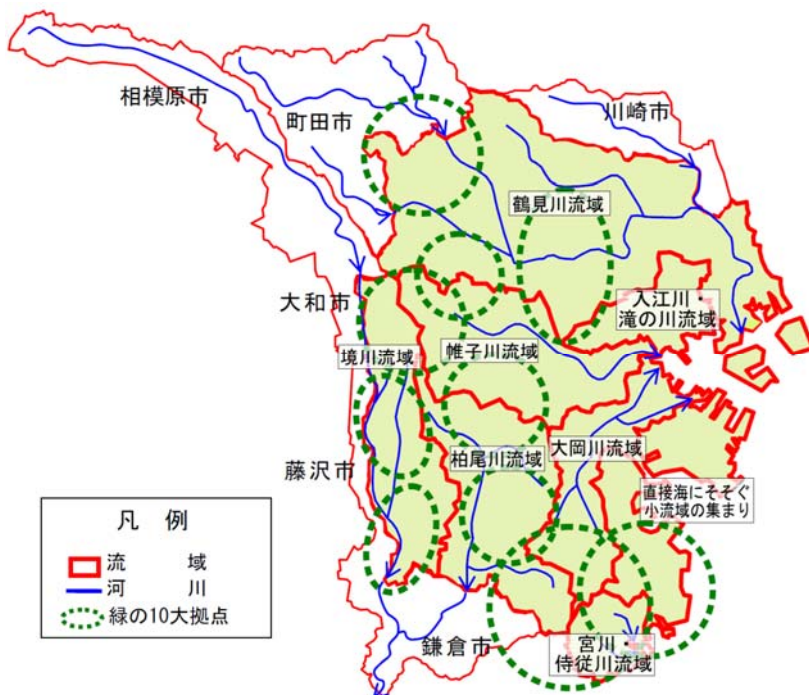 相模原市
町田市
川崎市
鶴見川流域
大和市
入江川・
滝の川流域
境川流域
帷子川流域
藤沢市
柏尾川流域
大岡川流域
直接海にそそぐ
小流域の集まり
凡 例
流 域
河 川
緑の10大拠点
鎌倉市
宮川・
侍従川流域